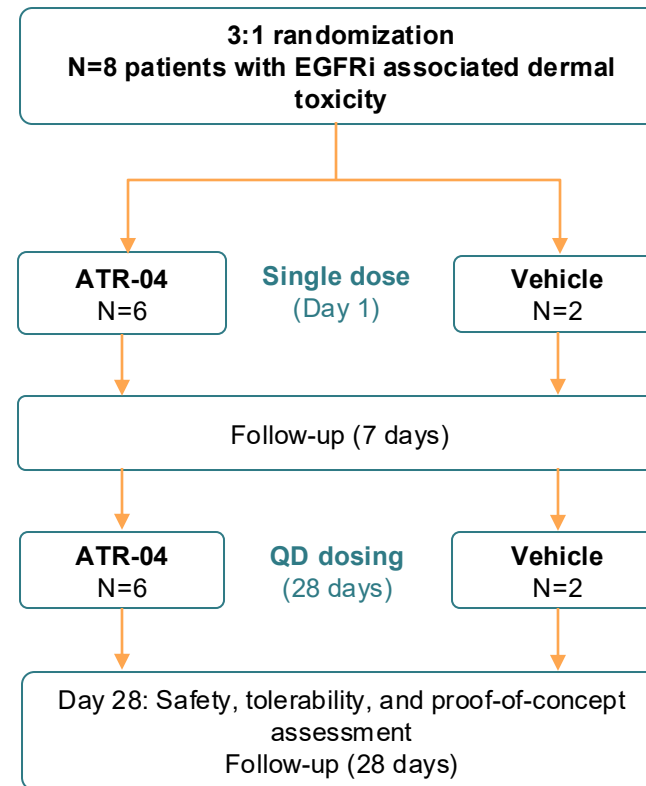 3:1 randomization
N=8 patients with EGFRi associated dermal
toxicity
ATR-04
N=6
Single dose
(Day 1)
Vehicle
N=2
Follow-up (7 days)
ATR-04
N=6
QD dosing
(28 days)
Vehicle
N=2
Day 28: Safety, tolerability, and proof-of-concept
assessment
Follow-up (28 days)